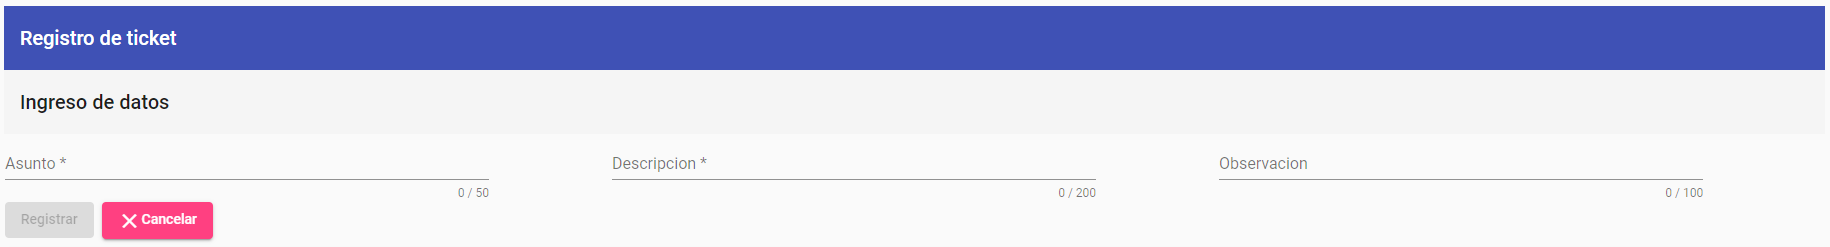 Registro de ticket
Ingreso de datos
Asunto *
Descripcion *
Observacion
0 / 50
0 / 200
0 / 100
Registrar
Cancelar